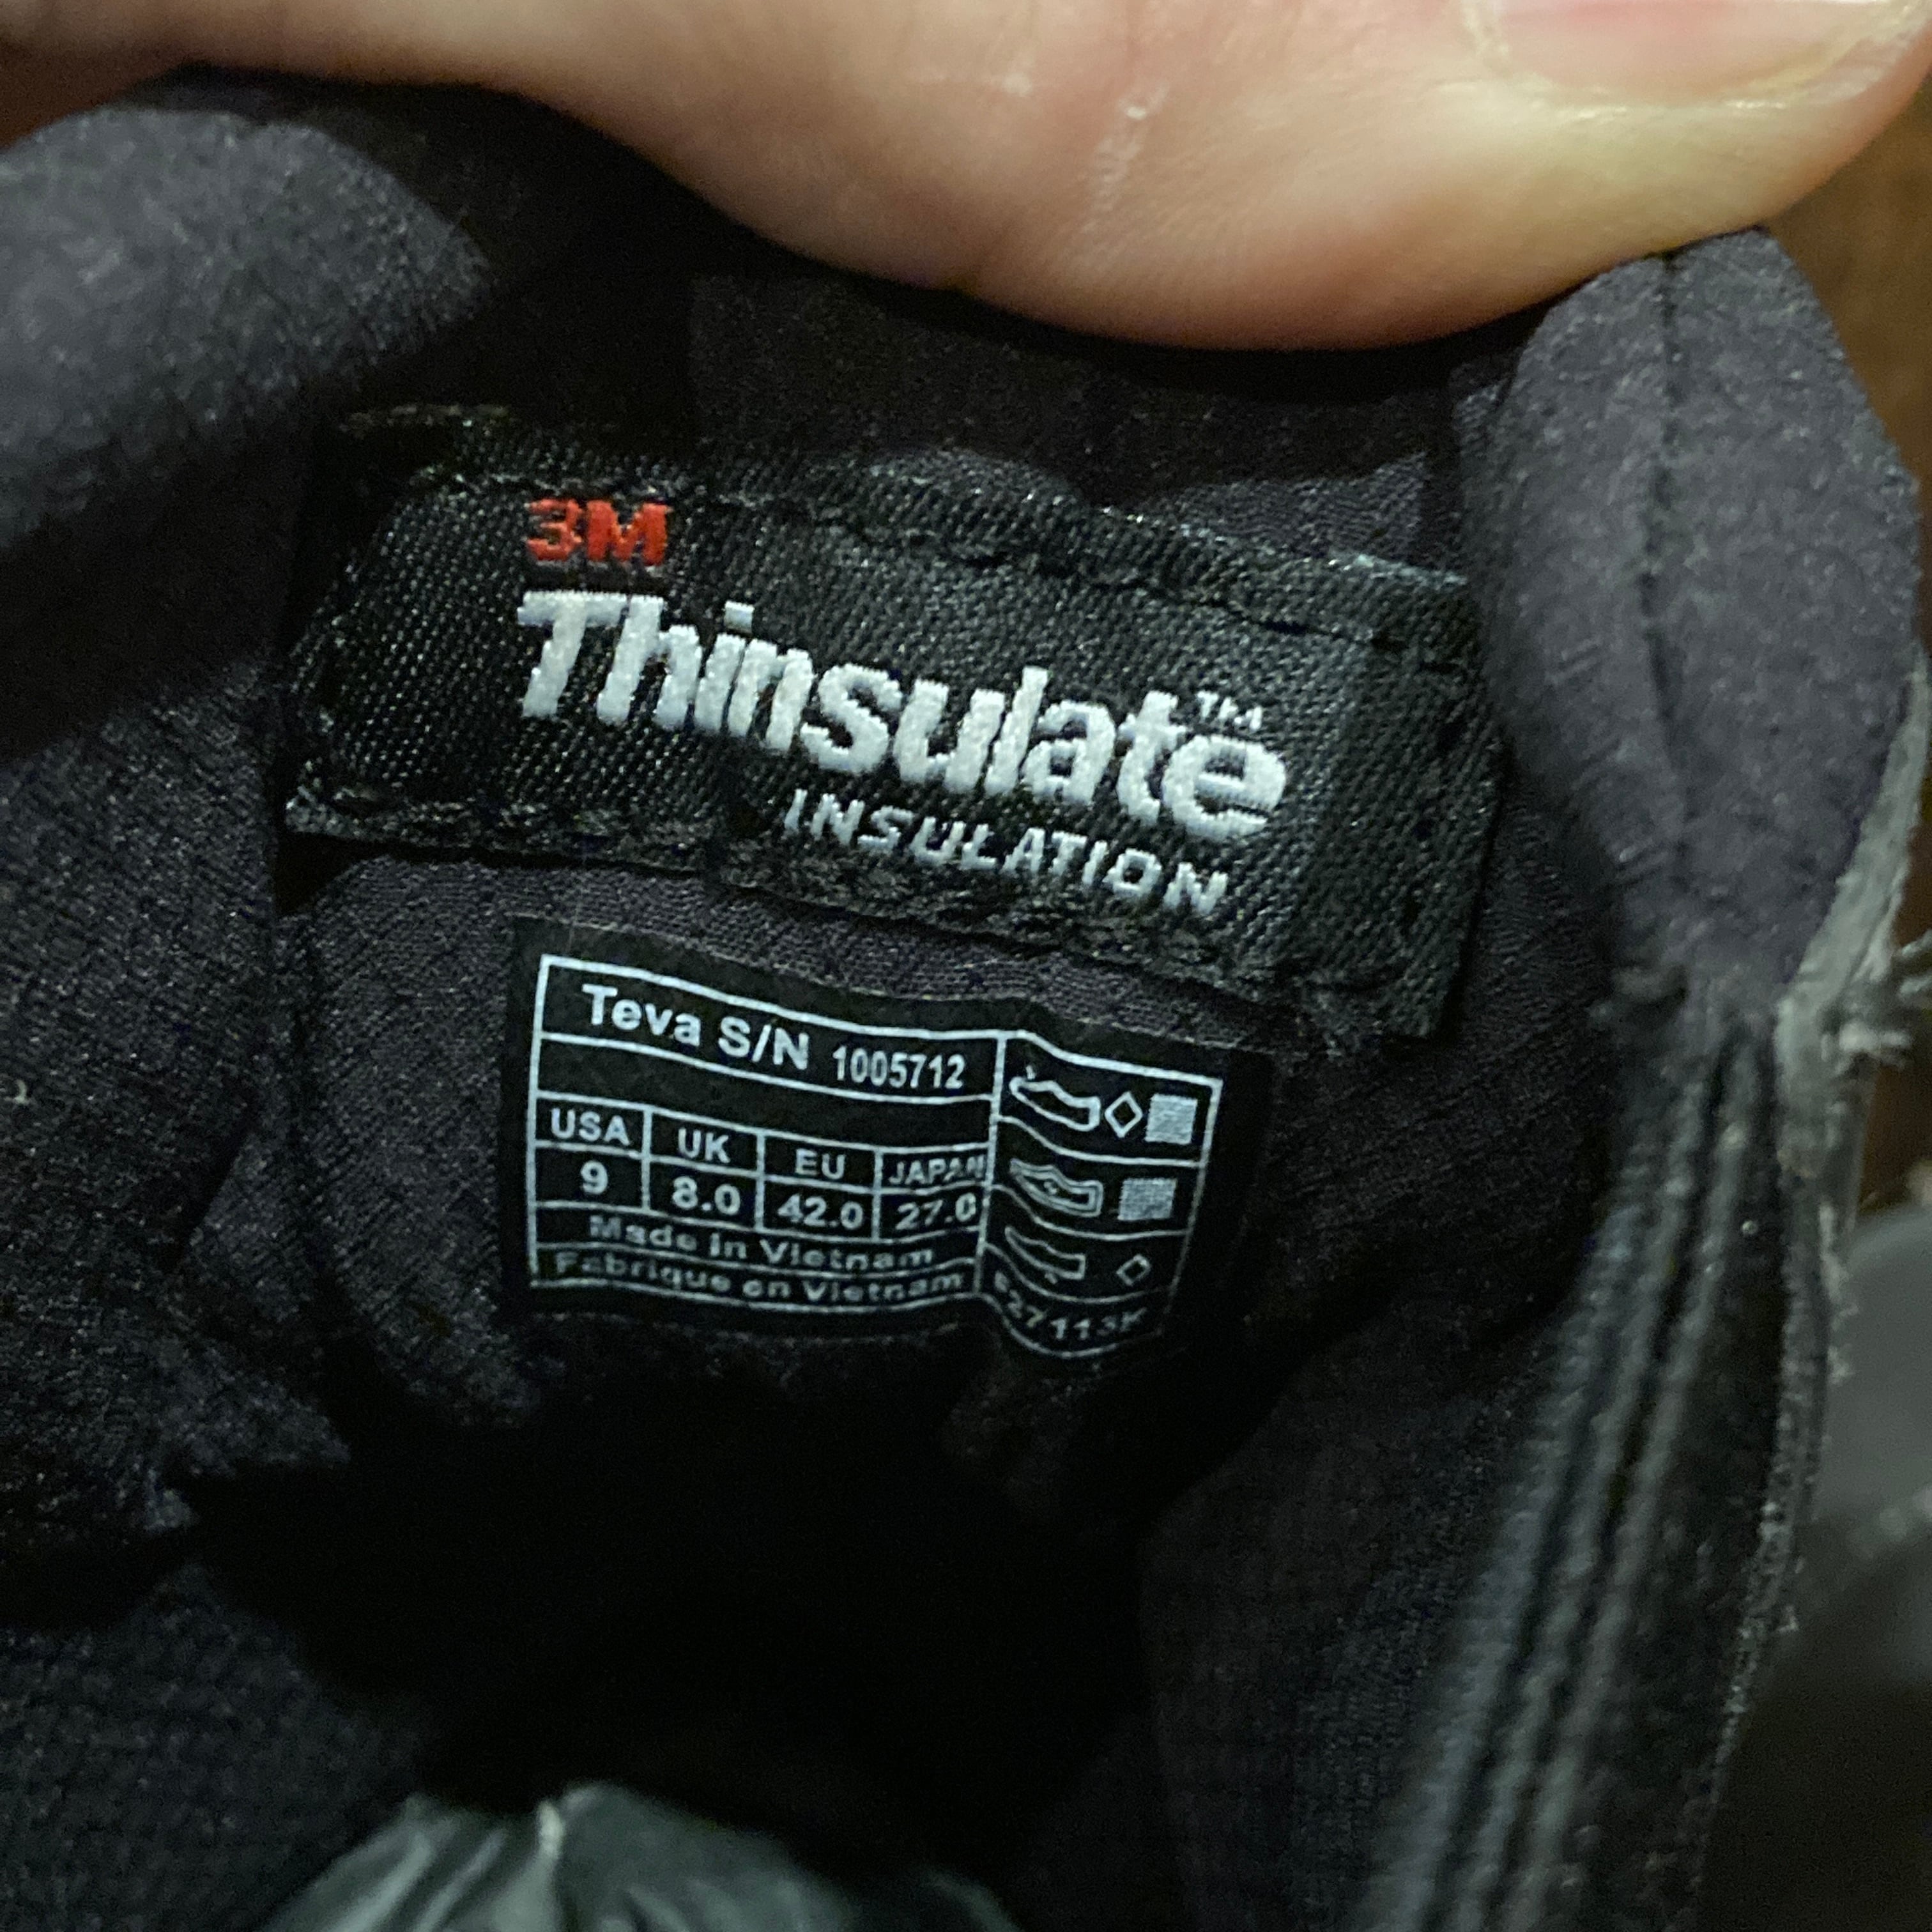 3M
Thinsulate™
INSULATION
Teva S/N 1005712
USA UK EU JAPAN
9 8.0 42.0 27.0
Made in Vietnam
Fabrique en Vietnam